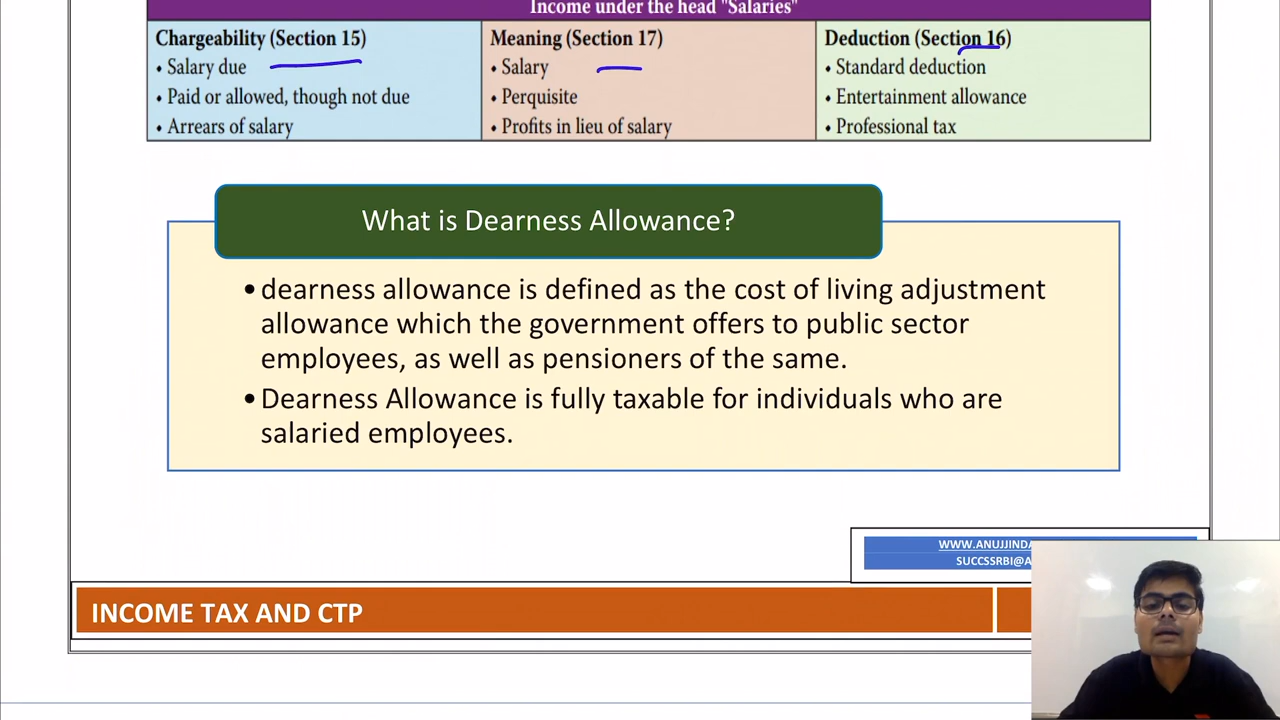 Income under the head "Salaries"
Chargeability (Section 15)
• Salary due
• Paid or allowed, though not due
• Arrears of salary
Meaning (Section 17)
• Salary
• Perquisite
• Profits in lieu of salary
Deduction (Section 16)
• Standard deduction
• Entertainment allowance
• Professional tax
What is Dearness Allowance?
• dearness allowance is defined as the cost of living adjustment
allowance which the government offers to public sector
employees, as well as pensioners of the same.
• Dearness Allowance is fully taxable for individuals who are
salaried employees.
WWW.ANUJJINDA
SUCCSSRBI@A
INCOME TAX AND CTP